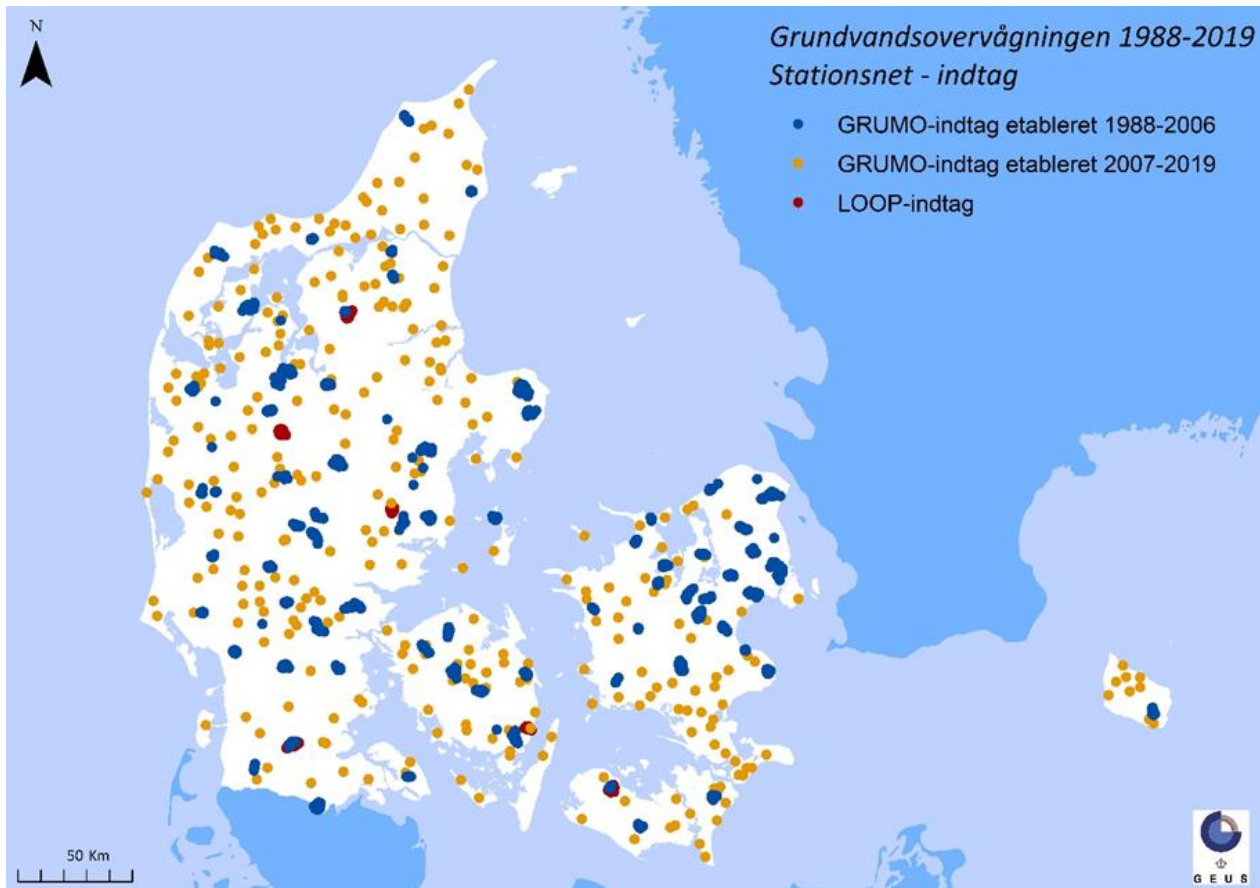 N
Grundvandsovervågningen 1988-2019
Stationsnet - indtag
GRUMO-indtag etableret 1988-2006
GRUMO-indtag etableret 2007-2019
LOOP-indtag
50 Km
G E U S